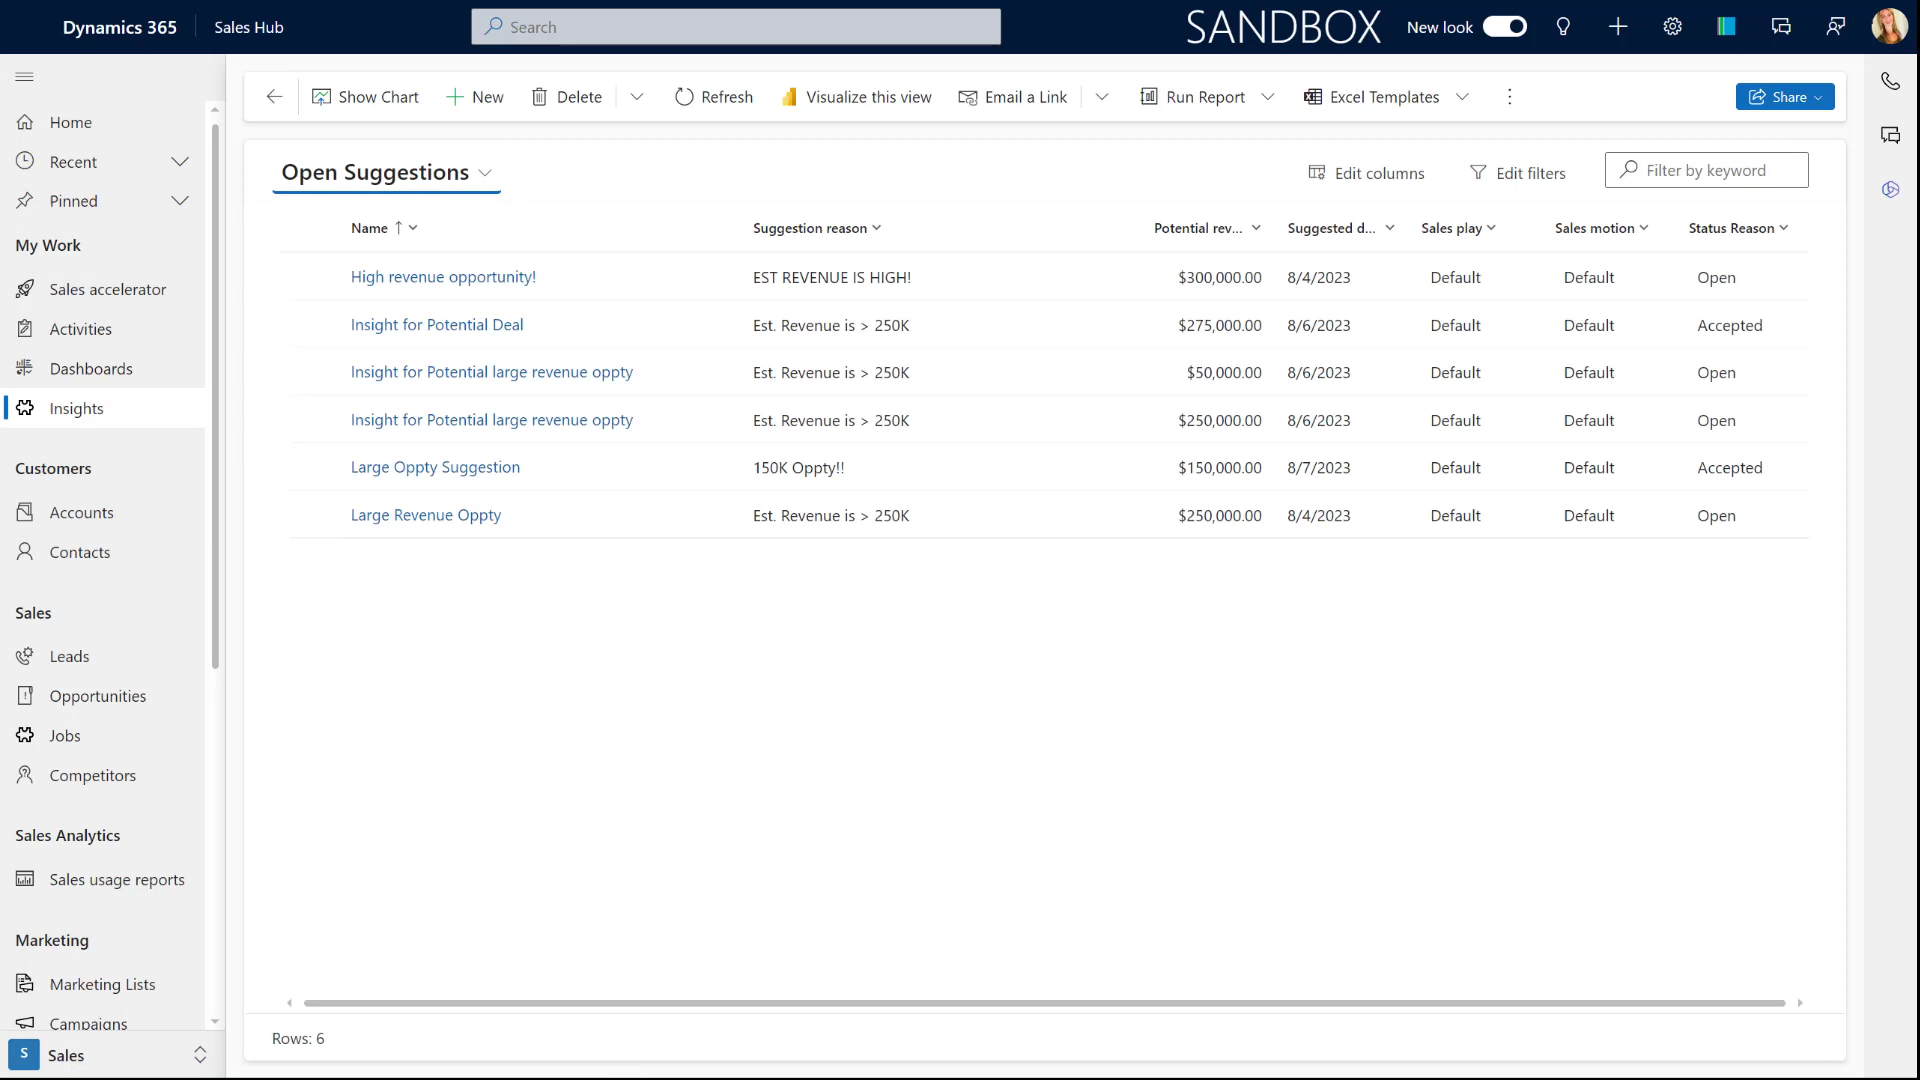 Dynamics 365
Sales Hub
Search
SANDBOX
New look
Home
Recent
Pinned
My Work
Sales accelerator
Activities
Dashboards
Insights
Customers
Accounts
Contacts
Sales
Leads
Opportunities
Jobs
Competitors
Sales Analytics
Sales usage reports
Marketing
Marketing Lists
Campaigns
S Sales
Show Chart New Delete Refresh Visualize this view Email a Link Run Report Excel Templates Share
Open Suggestions
Edit columns Edit filters Filter by keyword
Name Suggestion reason Potential rev... Suggested d... Sales play Sales motion Status Reason
High revenue opportunity! EST REVENUE IS HIGH! $300,000.00 8/4/2023 Default Default Open
Insight for Potential Deal Est. Revenue is > 250K $275,000.00 8/6/2023 Default Default Accepted
Insight for Potential large revenue oppty Est. Revenue is > 250K $50,000.00 8/6/2023 Default Default Open
Insight for Potential large revenue oppty Est. Revenue is > 250K $250,000.00 8/6/2023 Default Default Open
Large Oppty Suggestion 150K Oppty!! $150,000.00 8/7/2023 Default Default Accepted
Large Revenue Oppty Est. Revenue is > 250K $250,000.00 8/4/2023 Default Default Open
Rows: 6